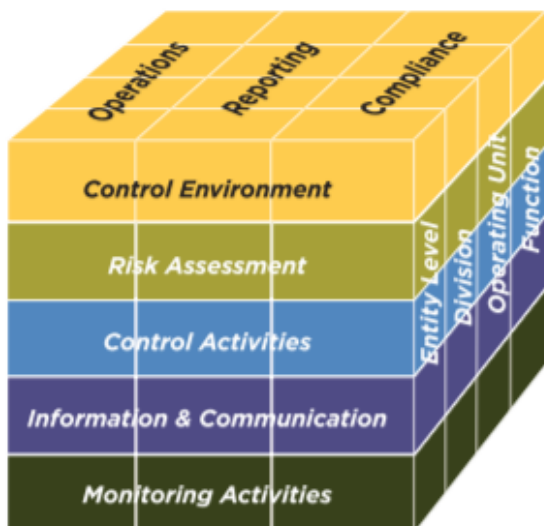 Operations
Reporting
Compliance
Control Environment
Risk Assessment
Control Activities
Information & Communication
Monitoring Activities
Entity Level
Division
Operating Unit
Function